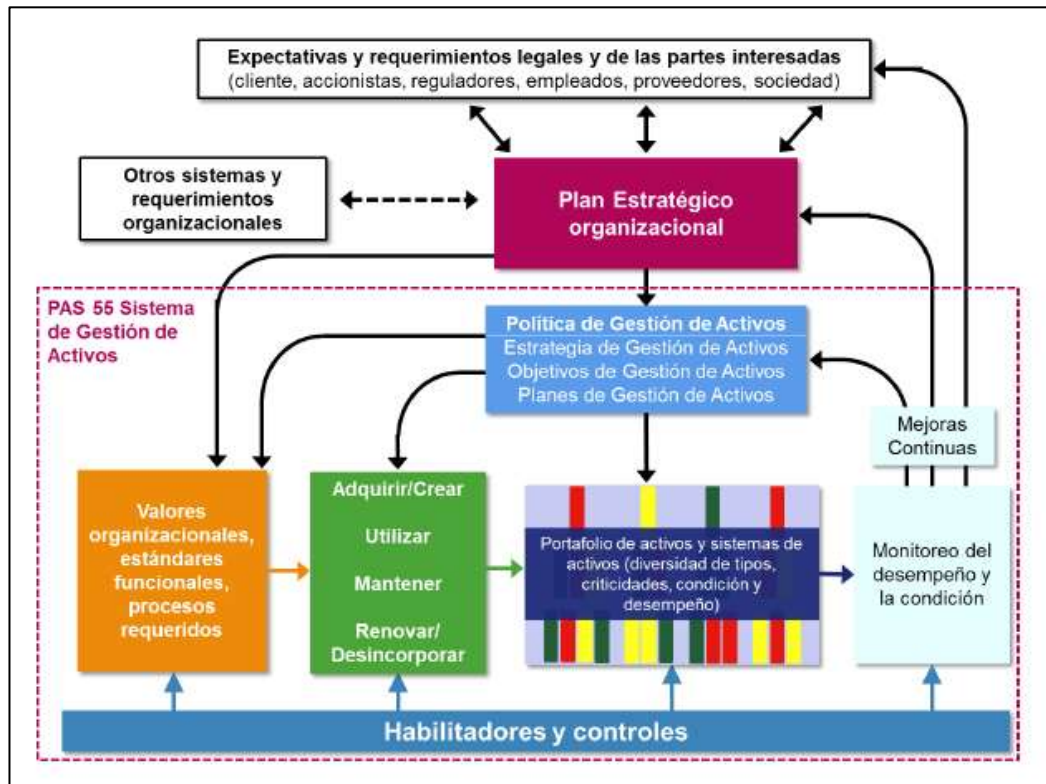 Expectativas y requerimientos legales y de las partes interesadas
(cliente, accionistas, reguladores, empleados, proveedores, sociedad)
Otros sistemas y
requerimientos
organizacionales
Plan Estratégico
organizacional
PAS 55 Sistema
de Gestión de
Activos
Política de Gestión de Activos
Estrategia de Gestión de Activos
Objetivos de Gestión de Activos
Planes de Gestión de Activos
Mejoras
Continuas
Valores
organizacionales,
estándares
funcionales,
procesos
requeridos
Adquirir/Crear
Utilizar
Mantener
Renovar/
Desincorporar
Portafolio de activos y sistemas de
activos (diversidad de tipos,
criticidades, condición y
desempeño)
Monitoreo del
desempeño y
la condición
Habilitadores y controles